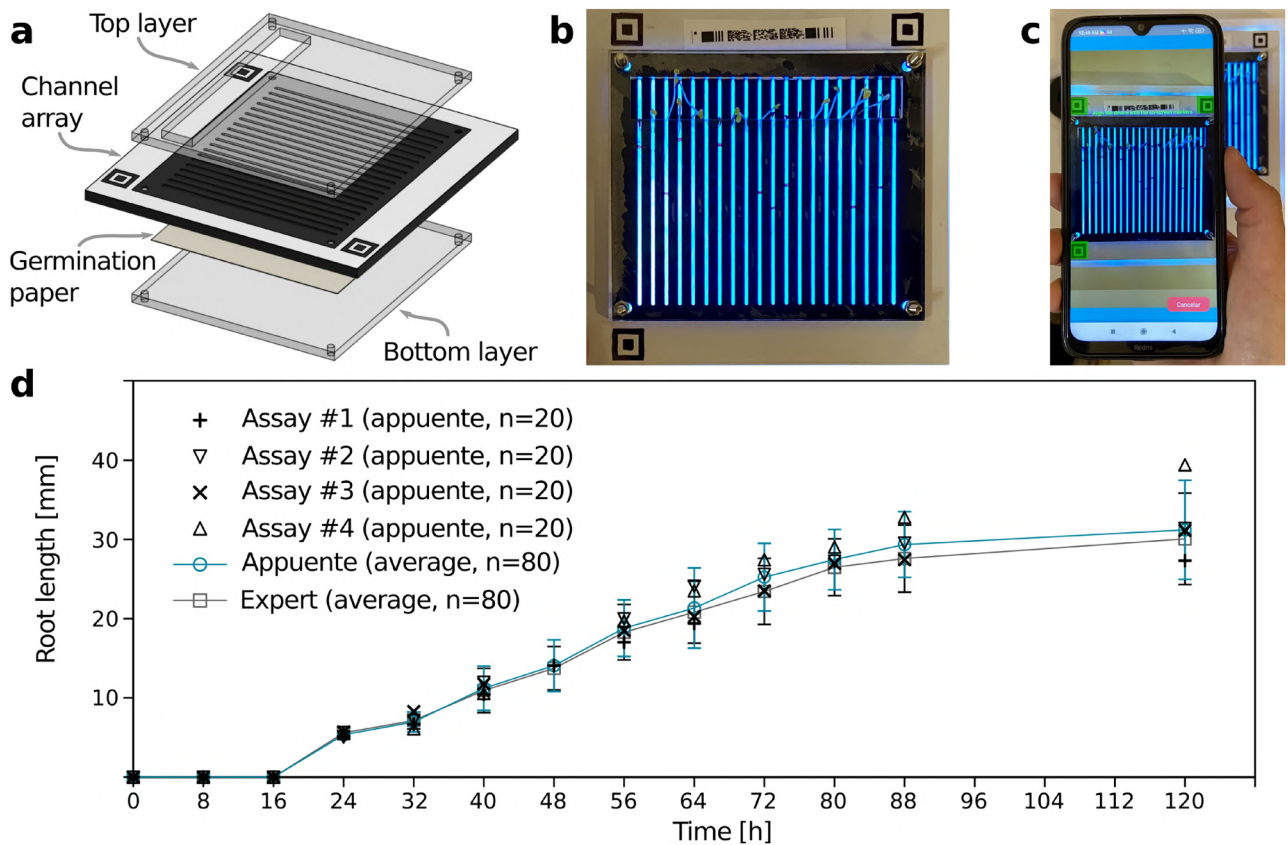 a
Top layer
Channel
array
Germination
paper
Bottom layer
b
c
Cancelar
Redmi
d
Assay #1 (appuente, n=20)
Assay #2 (appuente, n=20)
Assay #3 (appuente, n=20)
Assay #4 (appuente, n=20)
Appuente (average, n=80)
Expert (average, n=80)
Root length [mm]
40
30
20
10
0 8 16 24 32 40 48 56 64 72 80 88 96 104 112 120
Time [h]